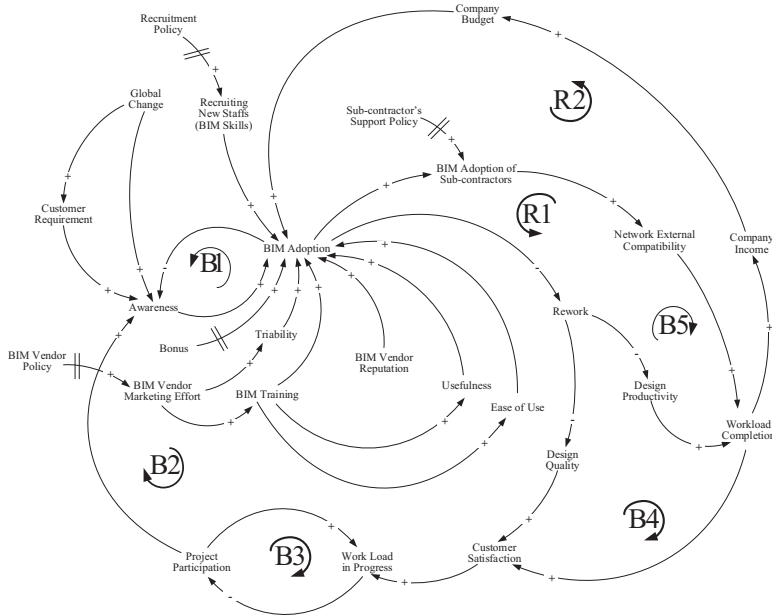 Company
Budget
Recruitment
Policy
Global
Change
Recruiting
New Staffs
(BIM Skills)
R2
Sub-contractor's
Support Policy
BIM Adoption of
Sub-contractors
Customer
Requirement
R1
Network External
Compatibility
Company
Income
BIM Adoption
B1
Awareness
Rework
B5
Bonus
Triability
BIM Vendor
Reputation
BIM Vendor
Policy
BIM Vendor
Marketing Effort
BIM Training
Usefulness
Ease of Use
Design
Productivity
Workload
Completion
Design
Quality
B2
B4
B3
Project
Participation
Work Load
in Progress
Customer
Satisfaction